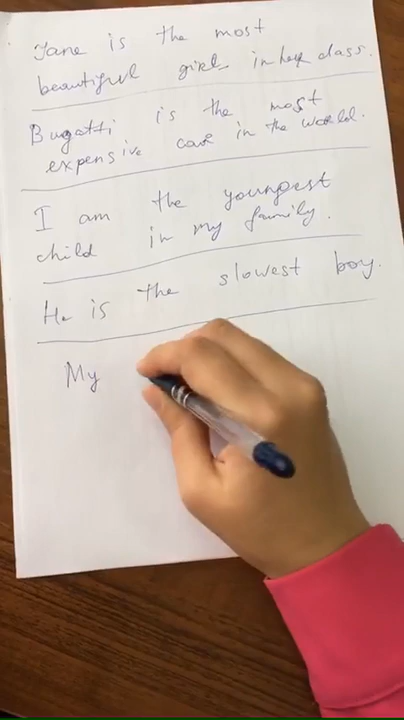 Jane is the most
beautiful girl in her class.
Bugatti is the most
expensive car in the world.
I am the youngest
child in my family.
He is the slowest boy.
My